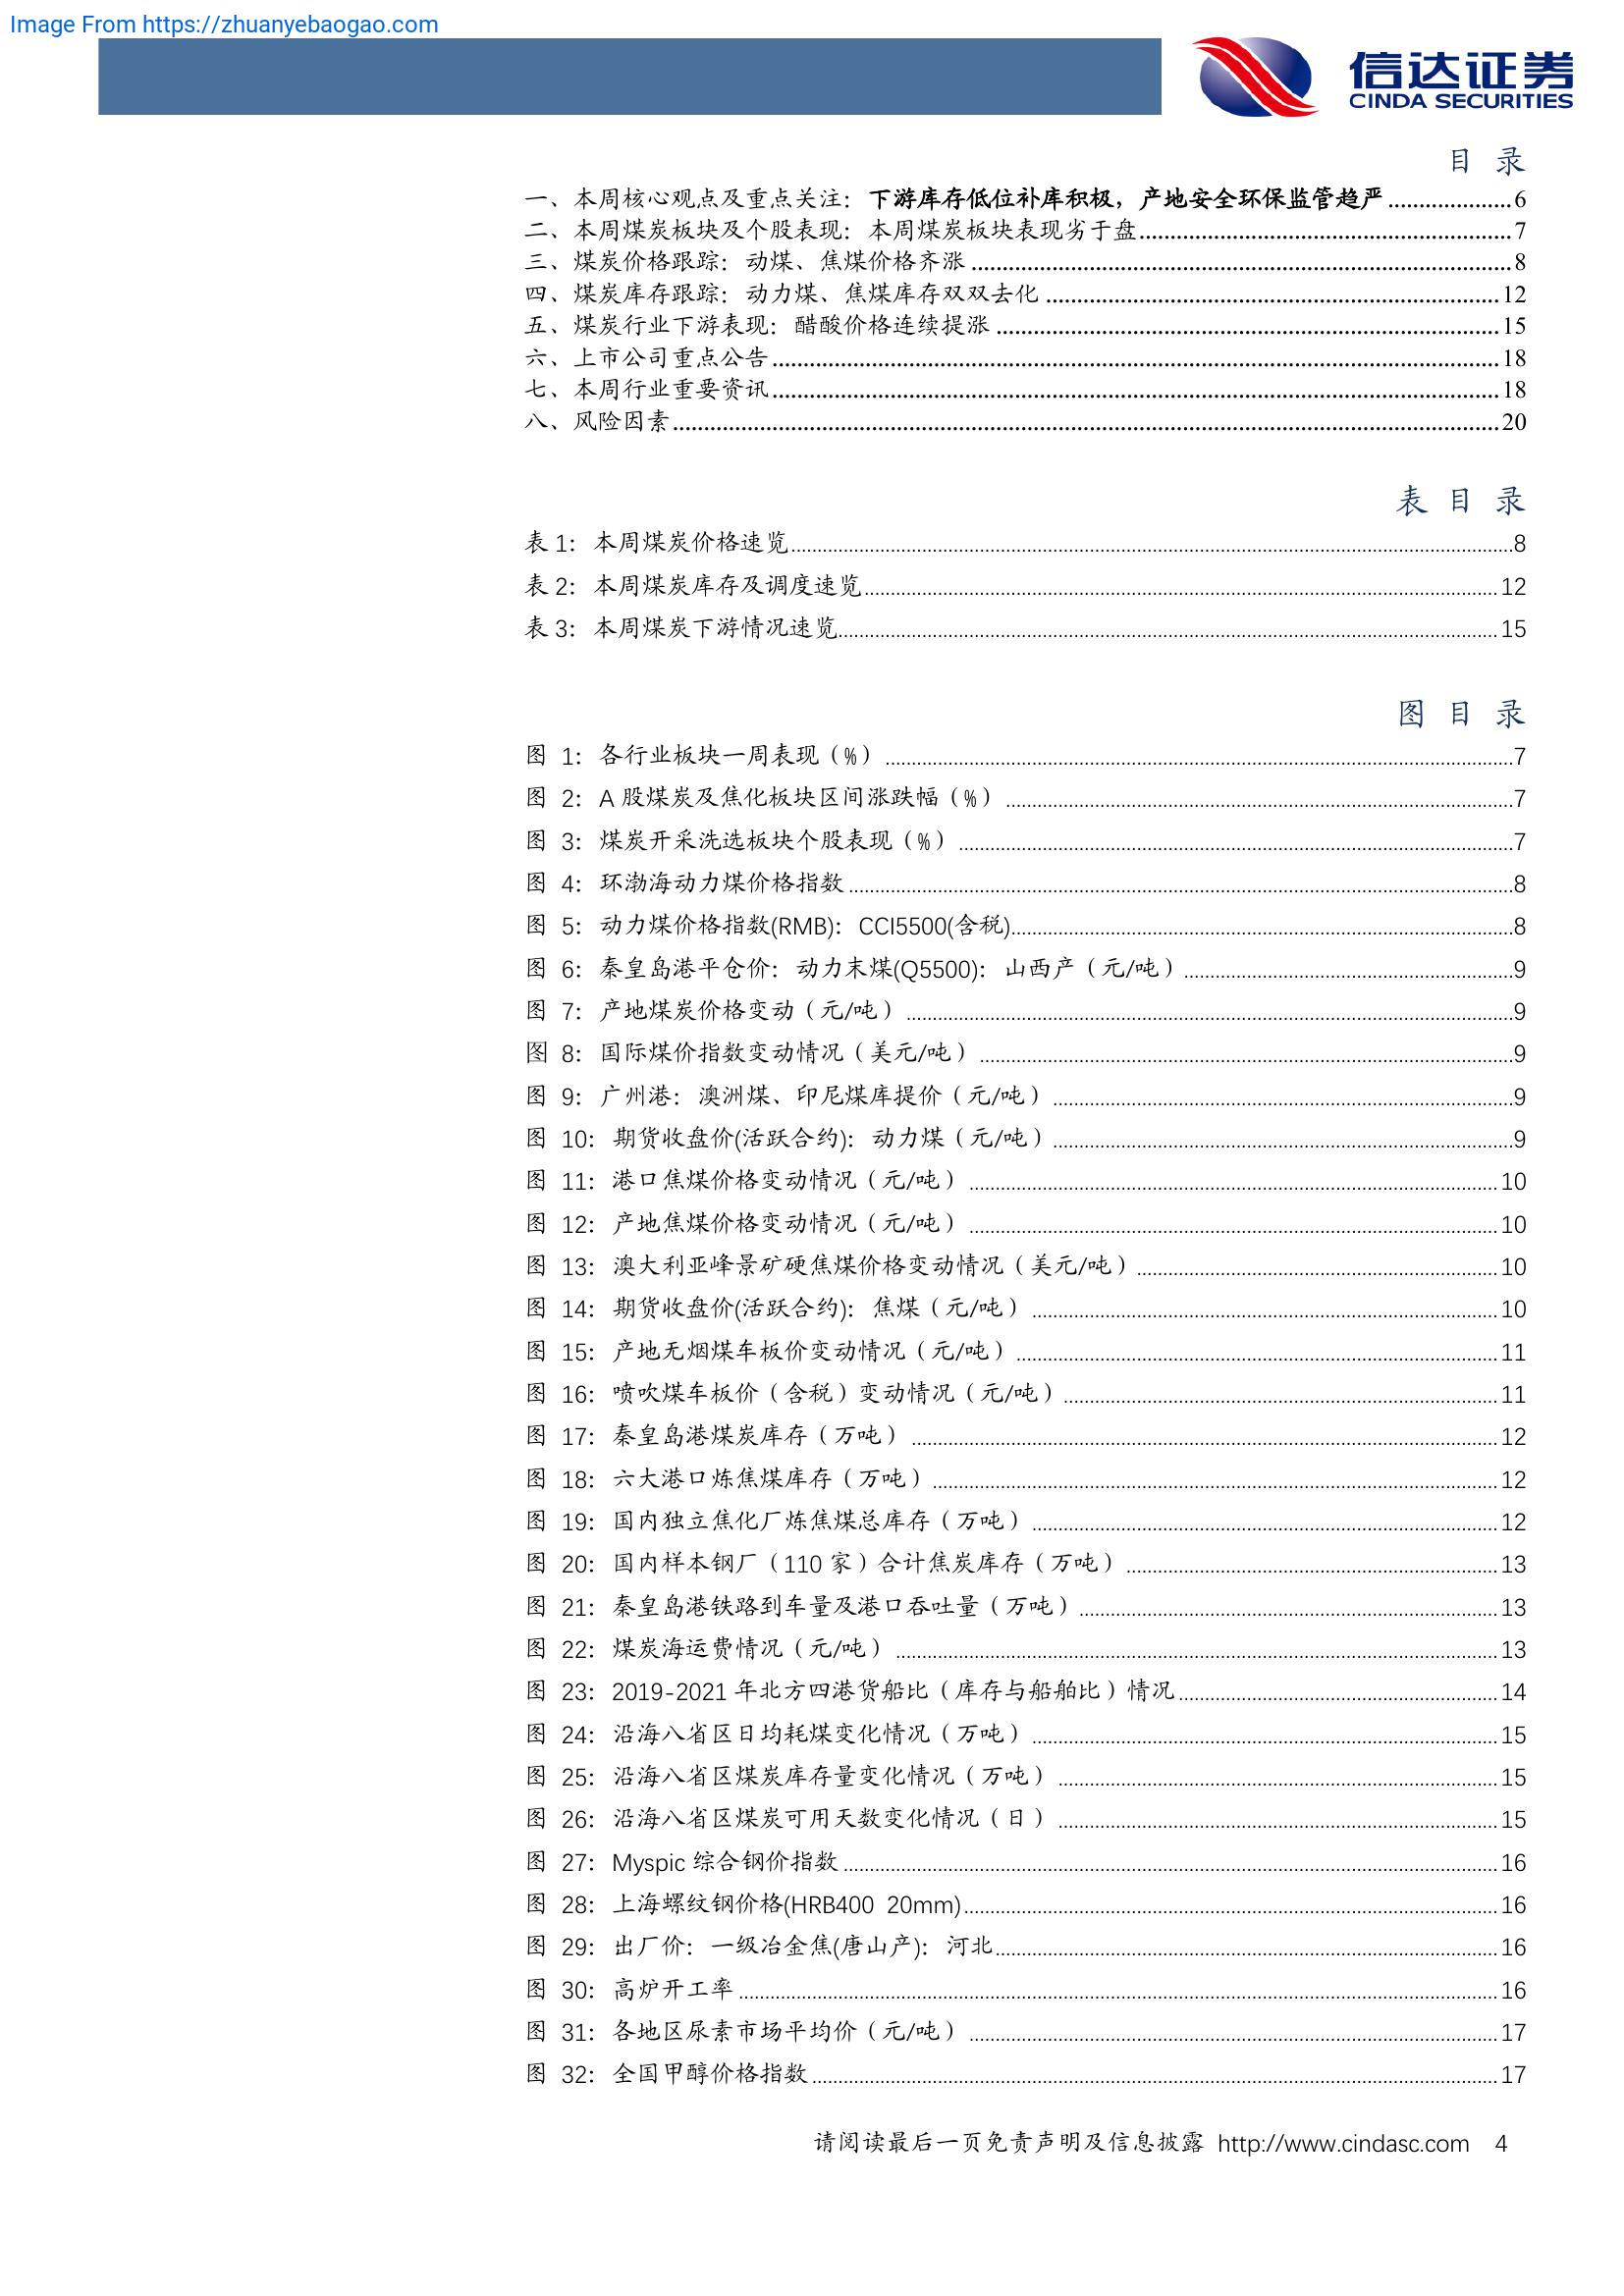 Image From https://zhuanyebaogao.com
信达证券
CINDA SECURITIES
目 录
一、本周核心观点及重点关注：下游库存低位补库积极，产地安全环保监管趋严....................6
二、本周煤炭板块及个股表现：本周煤炭板块表现劣于盘....................7
三、煤炭价格跟踪：动煤、焦煤价格齐涨....................8
四、煤炭库存跟踪：动力煤、焦煤库存双双去化....................12
五、煤炭行业下游表现：醋酸价格连续提涨....................15
六、上市公司重点公告....................18
七、本周行业重要资讯....................18
八、风险因素....................20
表 目 录
表 1：本周煤炭价格速览....................8
表 2：本周煤炭库存及调度速览....................12
表 3：本周煤炭下游情况速览....................15
图 目 录
图 1：各行业板块一周表现（%）....................7
图 2：A 股煤炭及焦化板块区间涨跌幅（%）....................7
图 3：煤炭开采洗选板块个股表现（%）....................7
图 4：环渤海动力煤价格指数....................8
图 5：动力煤价格指数(RMB)：CCI5500(含税)....................8
图 6：秦皇岛港平仓价：动力末煤(Q5500)：山西产（元/吨）....................9
图 7：产地煤炭价格变动（元/吨）....................9
图 8：国际煤价指数变动情况（美元/吨）....................9
图 9：广州港：澳洲煤、印尼煤库提价（元/吨）....................9
图 10：期货收盘价(活跃合约)：动力煤（元/吨）....................9
图 11：港口焦煤价格变动情况（元/吨）....................10
图 12：产地焦煤价格变动情况（元/吨）....................10
图 13：澳大利亚峰景矿硬焦煤价格变动情况（美元/吨）....................10
图 14：期货收盘价(活跃合约)：焦煤（元/吨）....................10
图 15：产地无烟煤车板价变动情况（元/吨）....................11
图 16：喷吹煤车板价（含税）变动情况（元/吨）....................11
图 17：秦皇岛港煤炭库存（万吨）....................12
图 18：六大港口炼焦煤库存（万吨）....................12
图 19：国内独立焦化厂炼焦煤总库存（万吨）....................12
图 20：国内样本钢厂（110 家）合计焦炭库存（万吨）....................13
图 21：秦皇岛港铁路到车量及港口吞吐量（万吨）....................13
图 22：煤炭海运费情况（元/吨）....................13
图 23：2019-2021 年北方四港货船比（库存与船舶比）情况....................14
图 24：沿海八省区日均耗煤变化情况（万吨）....................15
图 25：沿海八省区煤炭库存量变化情况（万吨）....................15
图 26：沿海八省区煤炭可用天数变化情况（日）....................15
图 27：Myspic 综合钢价指数....................16
图 28：上海螺纹钢价格(HRB400 20mm)....................16
图 29：出厂价：一级冶金焦(唐山产)：河北....................16
图 30：高炉开工率....................16
图 31：各地区尿素市场平均价（元/吨）....................17
图 32：全国甲醇价格指数....................17
请阅读最后一页免责声明及信息披露 http://www.cindasc.com 4